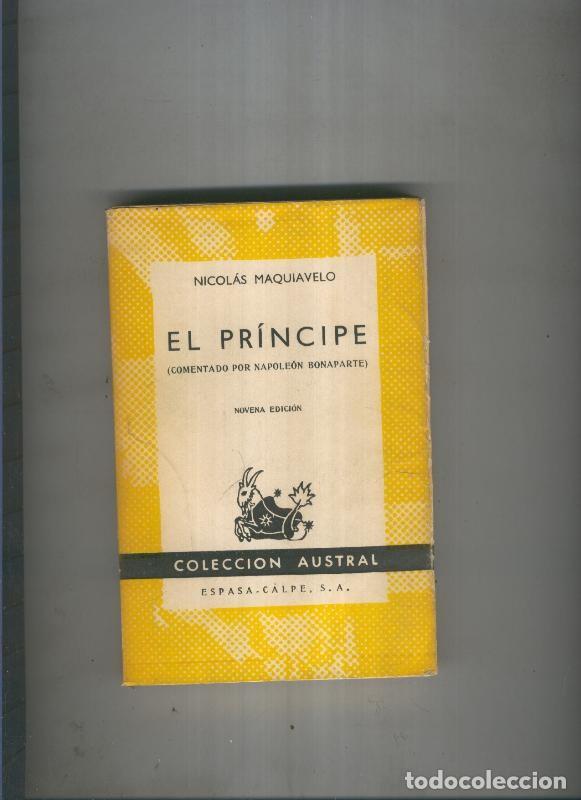 NICOLÁS MAQUIAVELO
EL PRÍNCIPE
(COMENTADO POR NAPOLEÓN BONAPARTE)
NOVENA EDICIÓN
COLECCION AUSTRAL
ESPASA-CALPE, S.A.
todocoleccion